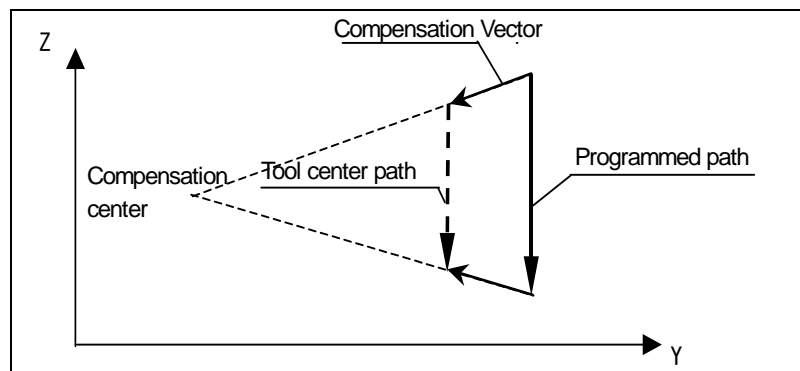 Compensation Vector
Z
Programmed path
Compensation
center
Tool center path
Y